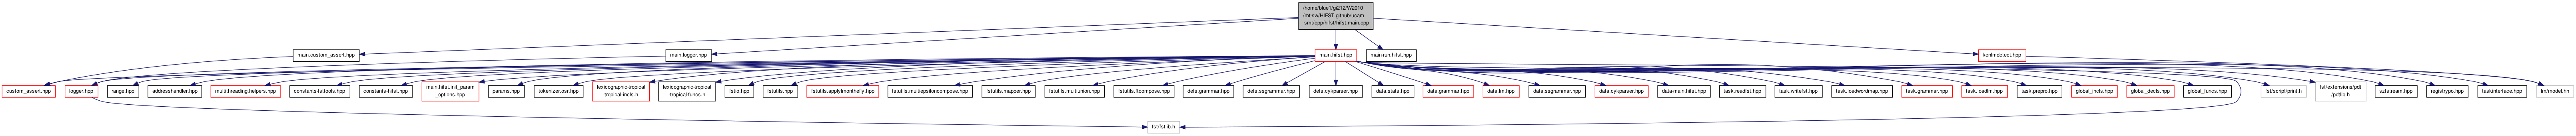 /home/blue1/gi212/W2010
/mt-sw/HIFST.github/ucam
-smt/cpp/hifst/hifst.main.cpp
main.custom_assert.hpp
main.logger.hpp
main.hifst.hpp
main-run.hifst.hpp
kenlmdetect.hpp
custom_assert.hpp
logger.hpp
range.hpp
addresshandler.hpp
multithreading.helpers.hpp
constants-fsttools.hpp
constants-hifst.hpp
main.hifst.init_param
_options.hpp
params.hpp
tokenizer.osr.hpp
lexicographic-tropical
-tropical-incls.h
lexicographic-tropical
-tropical-funcs.h
fstio.hpp
fstutils.hpp
fstutils.applylmonthefly.hpp
fstutils.multiepsiloncompose.hpp
fstutils.mapper.hpp
fstutils.multiunion.hpp
fstutils.ftcompose.hpp
defs.grammar.hpp
defs.ssgrammar.hpp
defs.cykparser.hpp
data.stats.hpp
data.grammar.hpp
data.lm.hpp
data.ssgrammar.hpp
data.cykparser.hpp
data-main.hifst.hpp
task.readfst.hpp
task.writefst.hpp
task.loadwordmap.hpp
task.grammar.hpp
task.loadlm.hpp
task.prepro.hpp
global_incls.hpp
global_decls.hpp
global_funcs.hpp
fst/script/print.h
fst/extensions/pdt
/pdtlib.h
szfstream.hpp
registrypo.hpp
taskinterface.hpp
lm/model.hh
fst/fstlib.h